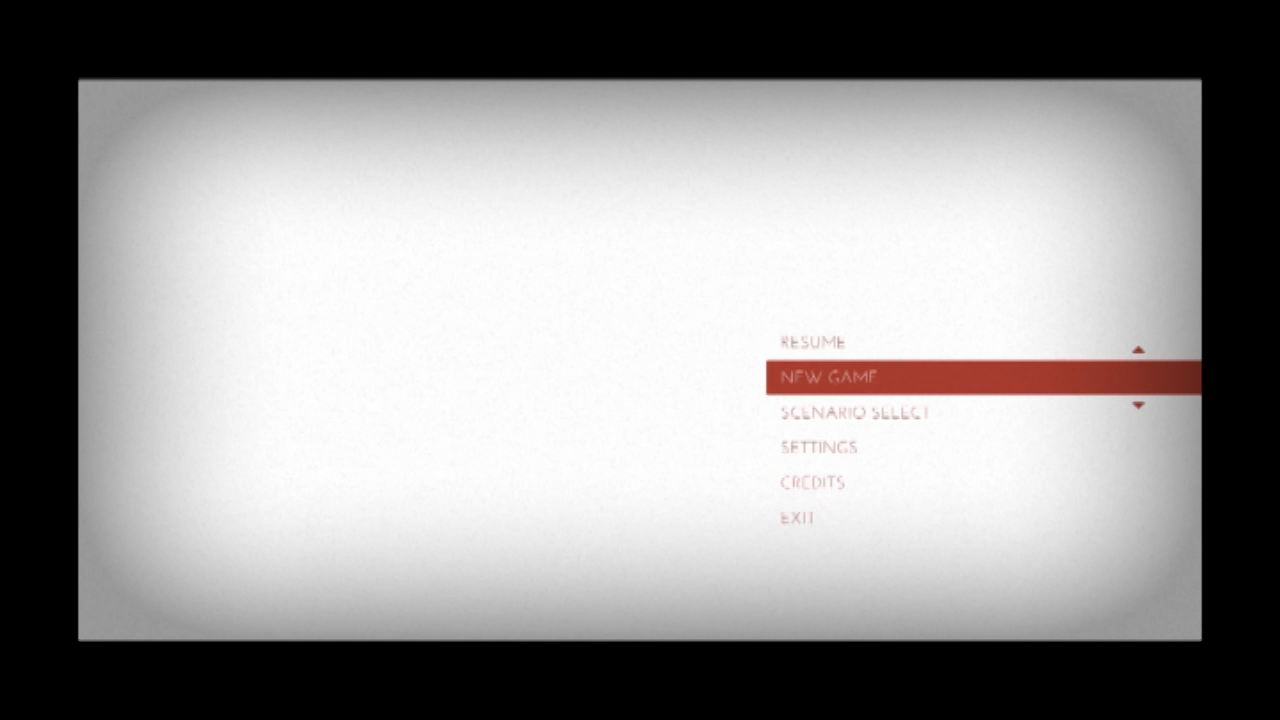 RESUME
NEW GAME
SCENARIO SELECT
SETTINGS
CREDITS
EXIT